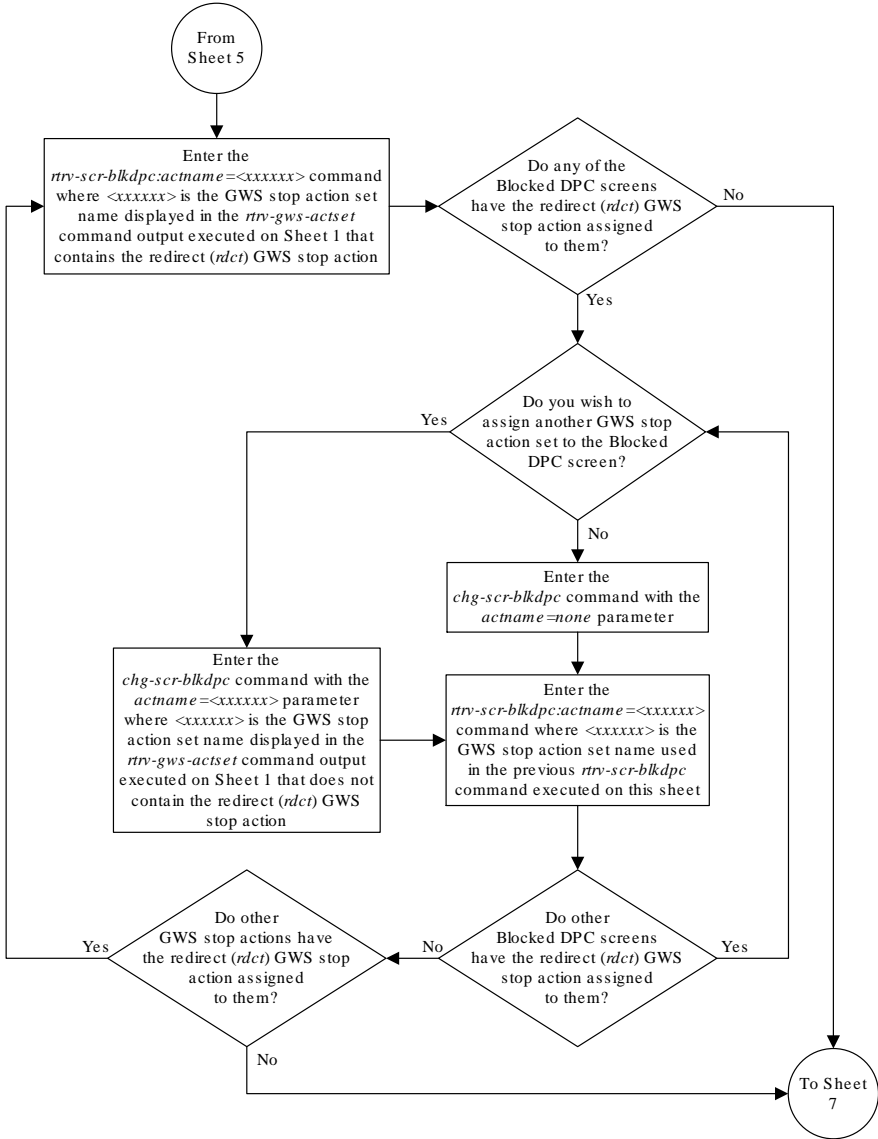 From
Sheet 5
Enter the
rtrv-scr-blkdpc:actname=<xxxxxx> command
where <xxxxxx> is the GWS stop action set
name displayed in the rtrv-gws-actset
command output executed on Sheet 1 that
contains the redirect (rdct) GWS stop action
Do any of the
Blocked DPC screens
have the redirect (rdct) GWS
stop action assigned
to them?
No
Yes
Do you wish to
assign another GWS stop
action set to the Blocked
DPC screen?
Yes
No
Enter the
chg-scr-blkdpc command with the
actname=none parameter
Enter the
chg-scr-blkdpc command with the
actname=<xxxxxx> parameter
where <xxxxxx> is the GWS stop
action set name displayed in the
rtrv-gws-actset command output
executed on Sheet 1 that does not
contain the redirect (rdct) GWS
stop action
Enter the
rtrv-scr-blkdpc:actname=<xxxxxx>
command where <xxxxxx> is the
GWS stop action set name used
in the previous rtrv-scr-blkdpc
command executed on this sheet
Do other
Blocked DPC screens
have the redirect (rdct) GWS
stop action assigned
to them?
Yes
No
Do other
GWS stop actions have
the redirect (rdct) GWS stop
action assigned
to them?
Yes
No
To Sheet
7